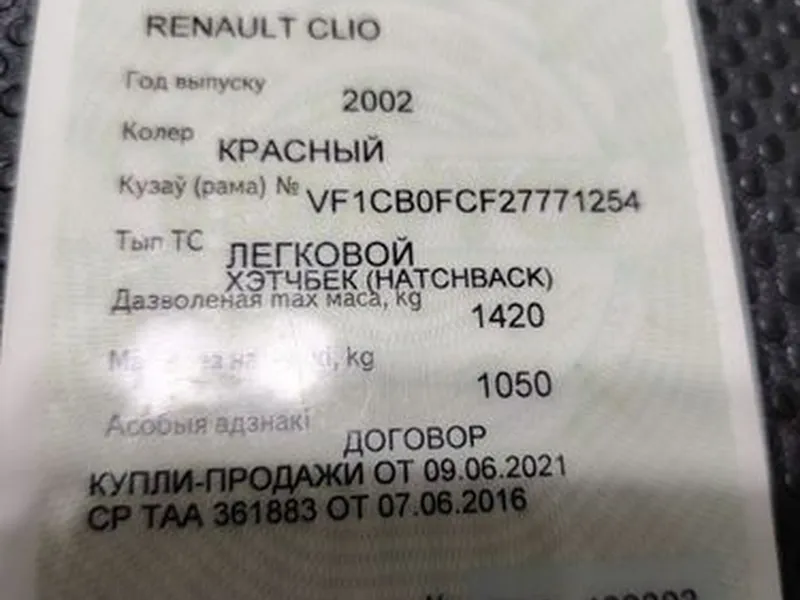 RENAULT CLIO
Год выпуску 2002
Колер КРАСНЫЙ
Кузаў (рама) № VF1CB0FCF27771254
Тып ТС ЛЕГКОВОЙ
ХЭТЧБЕК (HATCHBACK)
Дазволеная max маса, kg 1420
kg 1050
Асобыя адзнакі ДОГОВОР
КУПЛИ-ПРОДАЖИ ОТ 09.06.2021
СР ТАА 361883 ОТ 07.06.2016